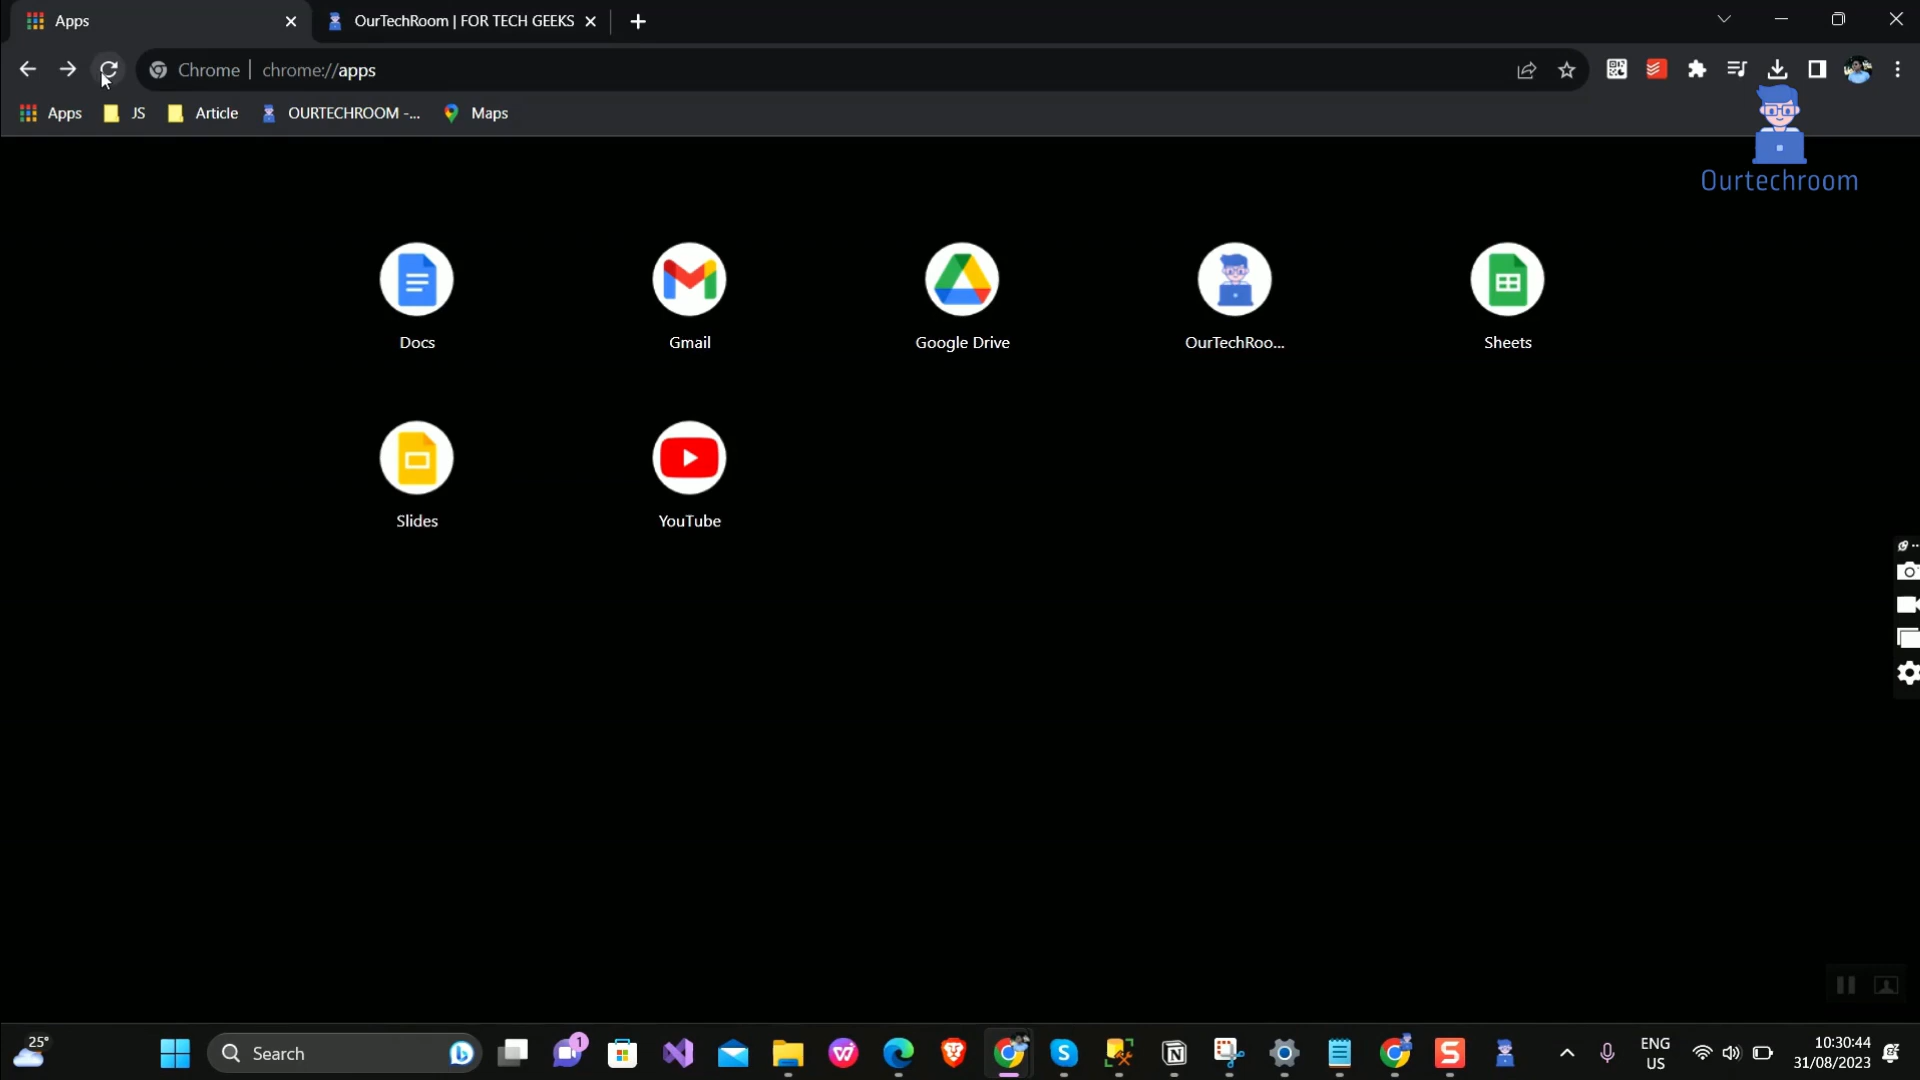 Apps
OurTechRoom | FOR TECH GEEKS
Chrome
chrome://apps
Apps
JS
Article
OURTECHROOM -...
Maps
Ourtechroom
Docs
Gmail
Google Drive
OurTechRoo...
Sheets
Slides
YouTube
25°
Search
1
ENG
US
10:30:44
31/08/2023